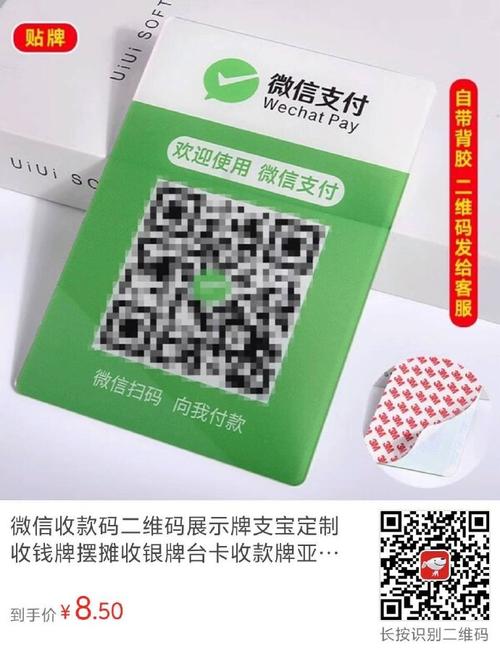 贴牌
UiUi SOFT
UiUi SOF
微信支付
Wechat Pay
欢迎使用 微信支付
微信扫码 向我付款
自带背胶 二维码发给客服
3M
微信收款码二维码展示牌支宝定制
收钱牌摆摊收银牌台卡收款牌亚…
到手价 ¥8.50
长按识别二维码